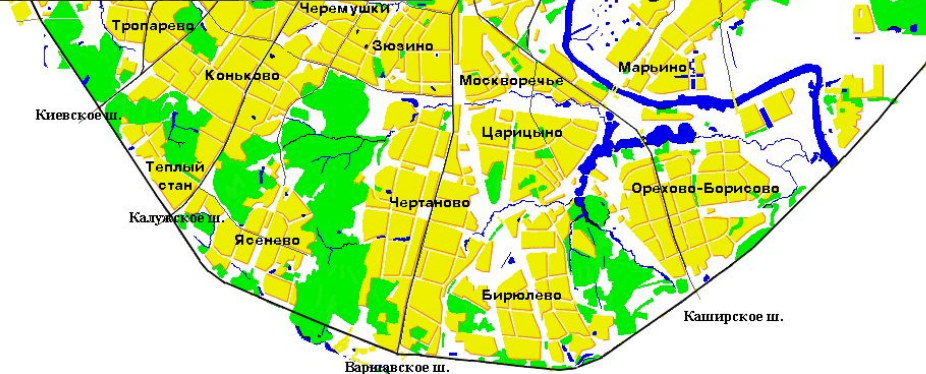 Черемушки
Тропарево
Зюзино
Коньково
Москворечье
Марьино
Киевское ш.
Царицыно
Теплый
стан
Орехово-Борисово
Чертаново
Калужское ш.
Ясенево
Бирюлево
Каширское ш.
Варшавское ш.